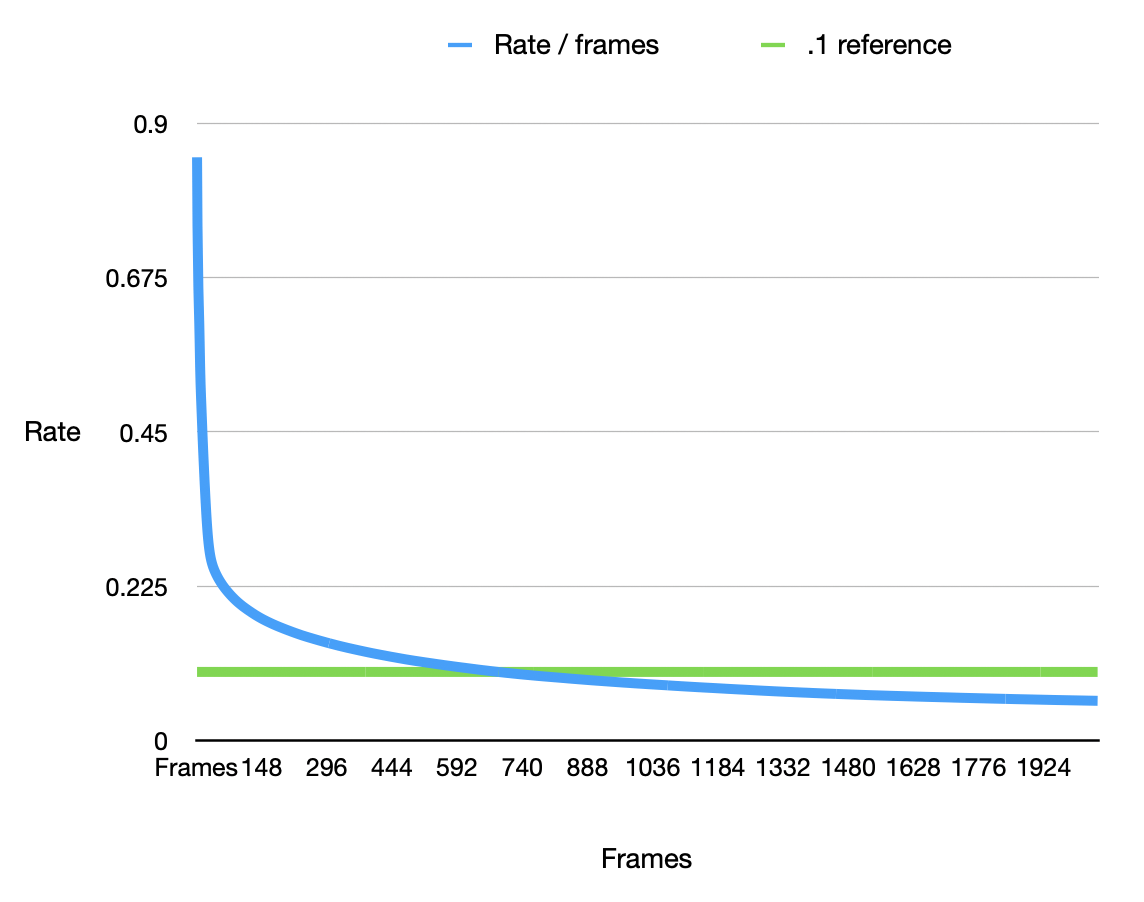 Rate / frames .1 reference
0.9
0.675
Rate 0.45
0.225
0
Frames 148 296 444 592 740 888 1036 1184 1332 1480 1628 1776 1924
Frames